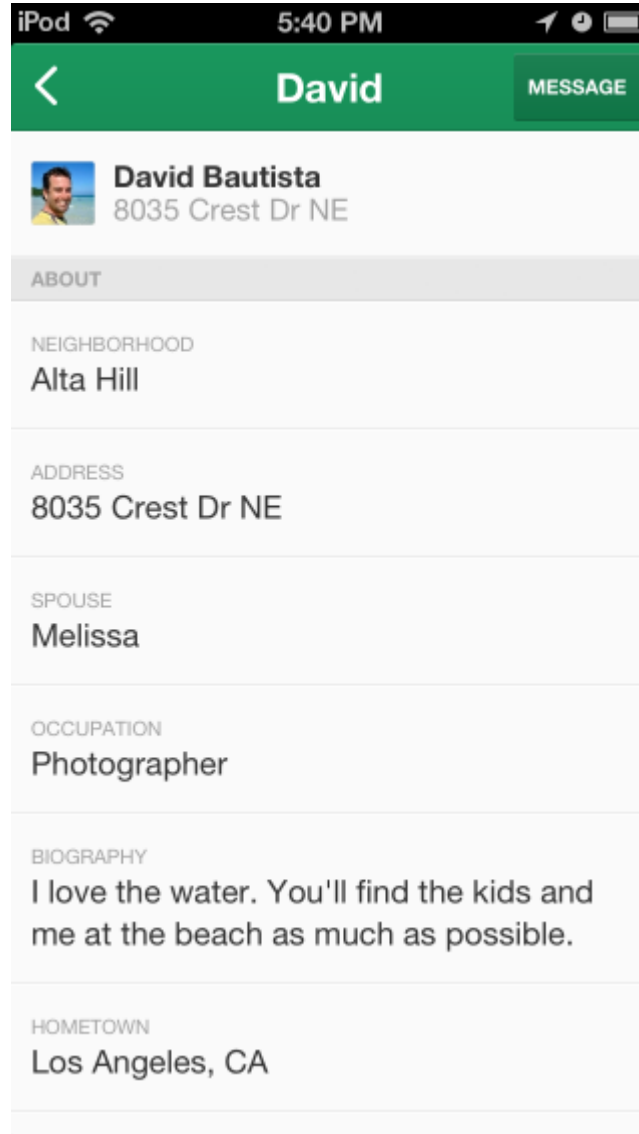 iPod 5:40 PM
David MESSAGE
David Bautista
8035 Crest Dr NE
ABOUT
NEIGHBORHOOD
Alta Hill
ADDRESS
8035 Crest Dr NE
SPOUSE
Melissa
OCCUPATION
Photographer
BIOGRAPHY
I love the water. You'll find the kids and
me at the beach as much as possible.
HOMETOWN
Los Angeles, CA